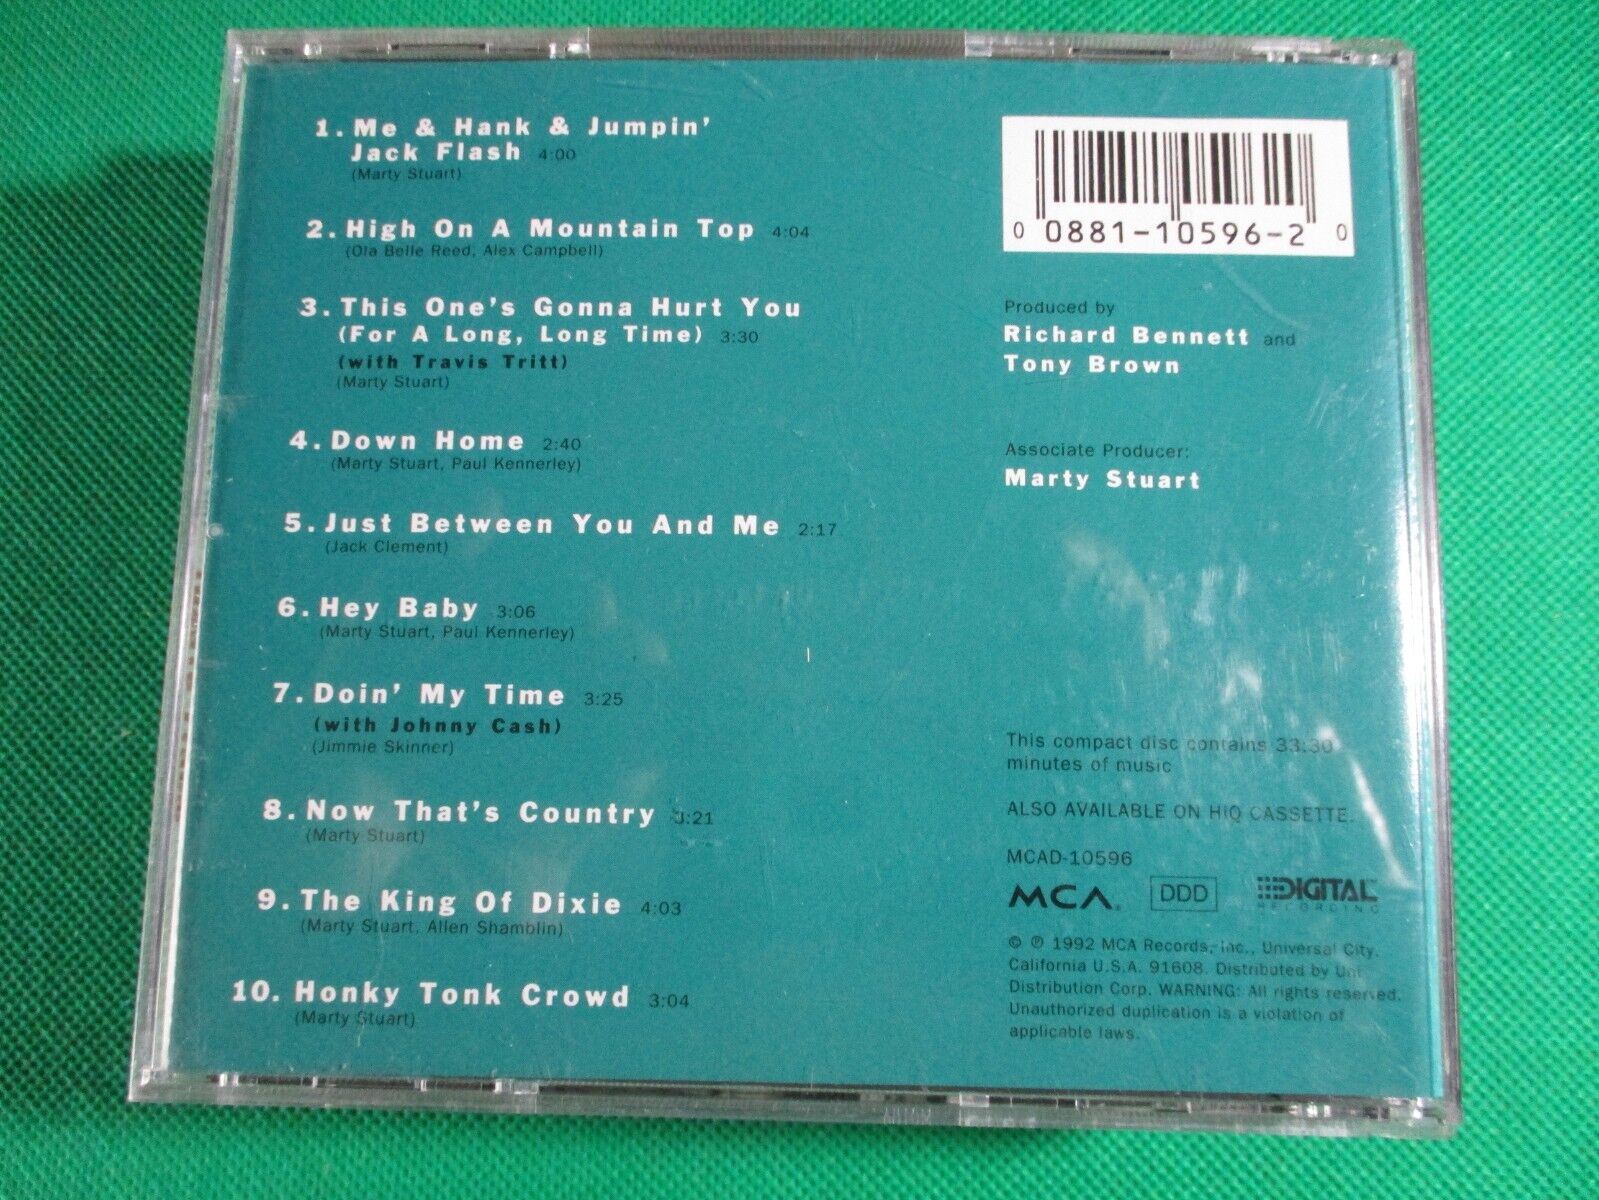 1. Me & Hank & Jumpin'
Jack Flash 4:00
(Marty Stuart)
2. High On A Mountain Top 4:04
(Ola Belle Reed, Alex Campbell)
3. This One's Gonna Hurt You
(For A Long, Long Time) 3:30
(with Travis Tritt)
(Marty Stuart)
4. Down Home 2:40
(Marty Stuart, Paul Kennerley)
5. Just Between You And Me 2:17
(Jack Clement)
6. Hey Baby 3:06
(Marty Stuart, Paul Kennerley)
7. Doin' My Time 3:25
(with Johnny Cash)
(Jimmie Skinner)
8. Now That's Country 3:21
(Marty Stuart)
9. The King Of Dixie 4:03
(Marty Stuart, Allen Shamblin)
10. Honky Tonk Crowd 3:04
(Marty Stuart)
0 0881-10596-2 0
Produced by
Richard Bennett and
Tony Brown
Associate Producer:
Marty Stuart
This compact disc contains 33:30
minutes of music
ALSO AVAILABLE ON HiQ CASSETTE.
MCAD-10596
MCA® DDD DIGITAL
RECORDING
© ℗ 1992 MCA Records, Inc., Universal City,
California U.S.A. 91608. Distributed by Uni
Distribution Corp. WARNING: All rights reserved.
Unauthorized duplication is a violation of
applicable laws.